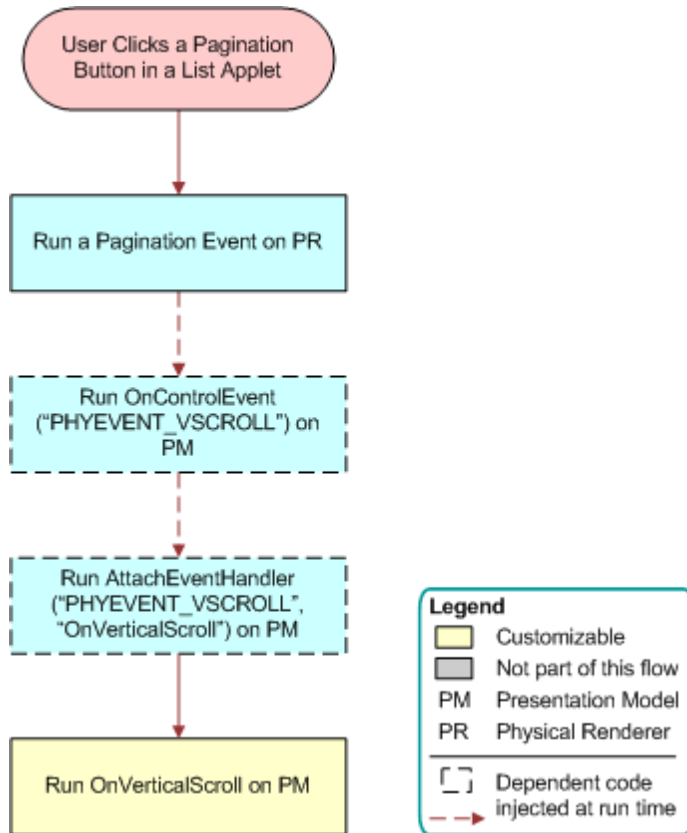 User Clicks a Pagination
Button in a List Applet
Run a Pagination Event on PR
Run OnControlEvent
(“PHYEVENT_VSCROLL”) on
PM
Run AttachEventHandler
(“PHYEVENT_VSCROLL”,
“OnVerticalScroll”) on PM
Run OnVerticalScroll on PM
Legend
Customizable
Not part of this flow
PM Presentation Model
PR Physical Renderer
Dependent code
injected at run time